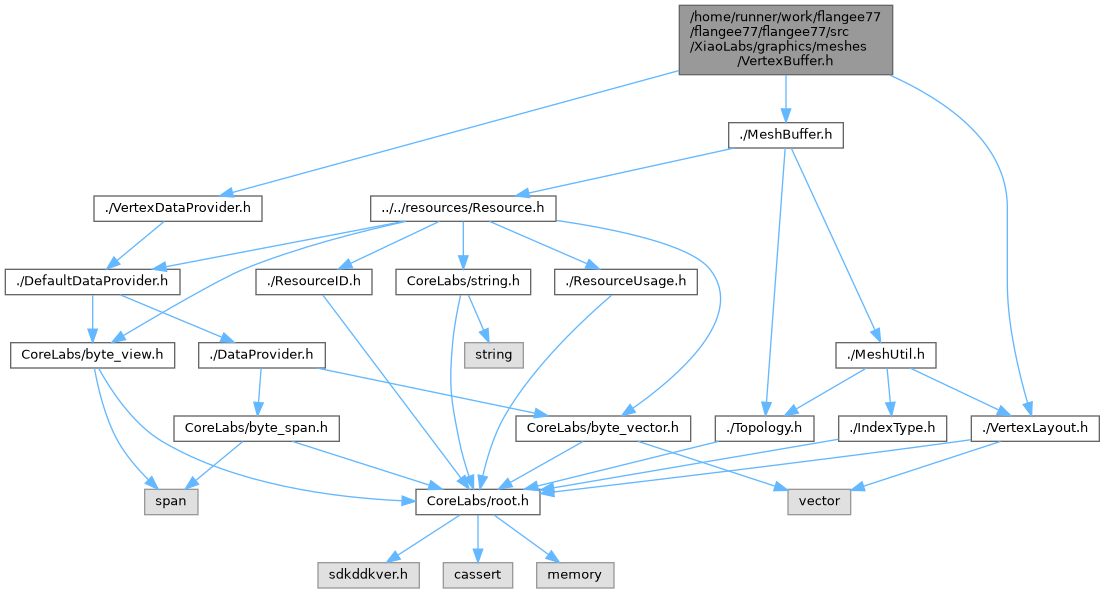 /home/runner/work/flangee77
/flangee77/flangee77/src
/XiaoLabs/graphics/meshes
/VertexBuffer.h
./MeshBuffer.h
./VertexDataProvider.h
../../resources/Resource.h
./DefaultDataProvider.h
./ResourceID.h
CoreLabs/string.h
./ResourceUsage.h
CoreLabs/byte_view.h
./DataProvider.h
string
./MeshUtil.h
CoreLabs/byte_span.h
CoreLabs/byte_vector.h
./Topology.h
./IndexType.h
./VertexLayout.h
span
CoreLabs/root.h
vector
sdkddkver.h
cassert
memory